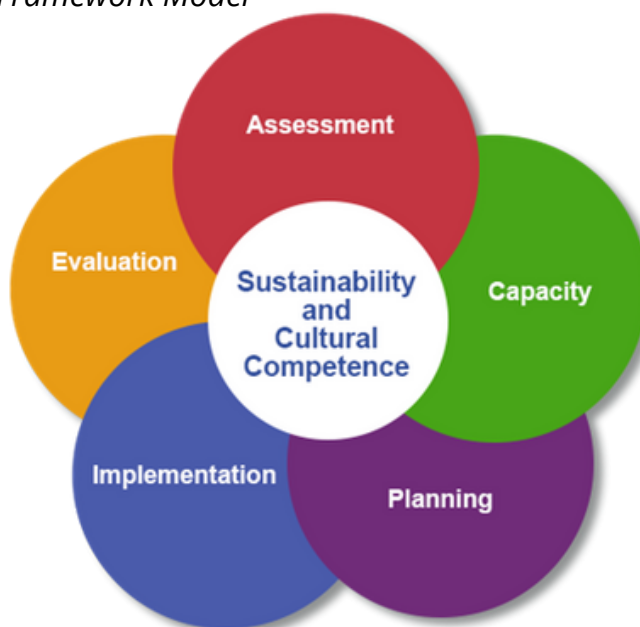 Framework Model
Assessment
Evaluation
Capacity
Sustainability
and
Cultural
Competence
Implementation
Planning